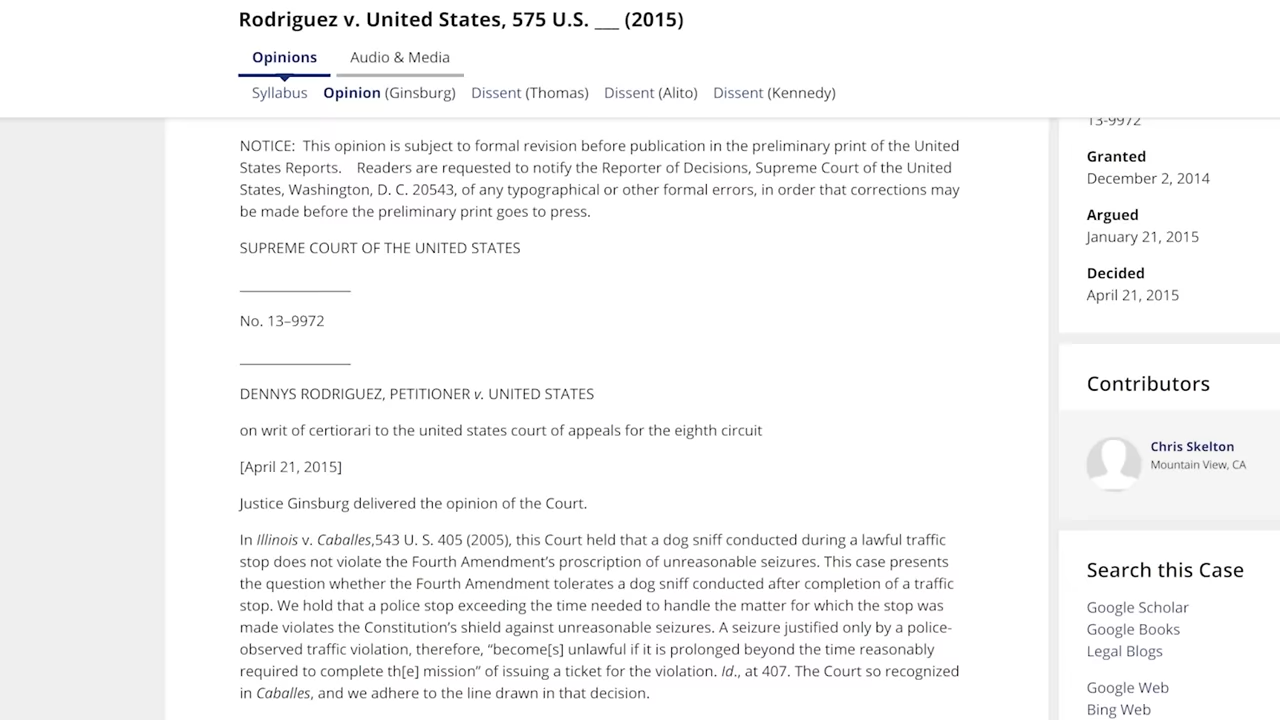 Rodriguez v. United States, 575 U.S. ___ (2015)
Opinions Audio & Media
Syllabus Opinion (Ginsburg) Dissent (Thomas) Dissent (Alito) Dissent (Kennedy)
NOTICE: This opinion is subject to formal revision before publication in the preliminary print of the United
States Reports. Readers are requested to notify the Reporter of Decisions, Supreme Court of the United
States, Washington, D. C. 20543, of any typographical or other formal errors, in order that corrections may
be made before the preliminary print goes to press.
SUPREME COURT OF THE UNITED STATES
_________________
No. 13–9972
_________________
DENNYS RODRIGUEZ, PETITIONER v. UNITED STATES
on writ of certiorari to the united states court of appeals for the eighth circuit
[April 21, 2015]
Justice Ginsburg delivered the opinion of the Court.
In Illinois v. Caballes,543 U. S. 405 (2005), this Court held that a dog sniff conducted during a lawful traffic
stop does not violate the Fourth Amendment’s proscription of unreasonable seizures. This case presents
the question whether the Fourth Amendment tolerates a dog sniff conducted after completion of a traffic
stop. We hold that a police stop exceeding the time needed to handle the matter for which the stop was
made violates the Constitution’s shield against unreasonable seizures. A seizure justified only by a police-
observed traffic violation, therefore, “become[s] unlawful if it is prolonged beyond the time reasonably
required to complete th[e] mission” of issuing a ticket for the violation. Id., at 407. The Court so recognized
in Caballes, and we adhere to the line drawn in that decision.
13-9972
Granted
December 2, 2014
Argued
January 21, 2015
Decided
April 21, 2015
Contributors
Chris Skelton
Mountain View, CA
Search this Case
Google Scholar
Google Books
Legal Blogs
Google Web
Bing Web